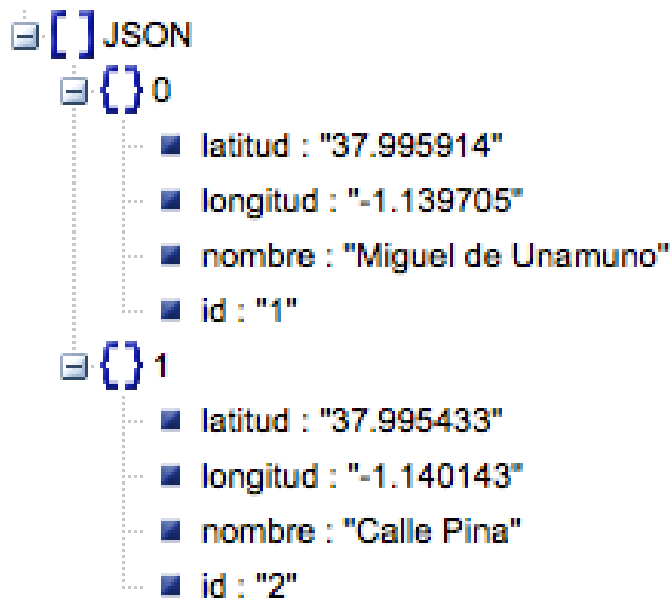 JSON
0
latitud : "37.995914"
longitud : "-1.139705"
nombre : "Miguel de Unamuno"
id : "1"
1
latitud : "37.995433"
longitud : "-1.140143"
nombre : "Calle Pina"
id : "2"